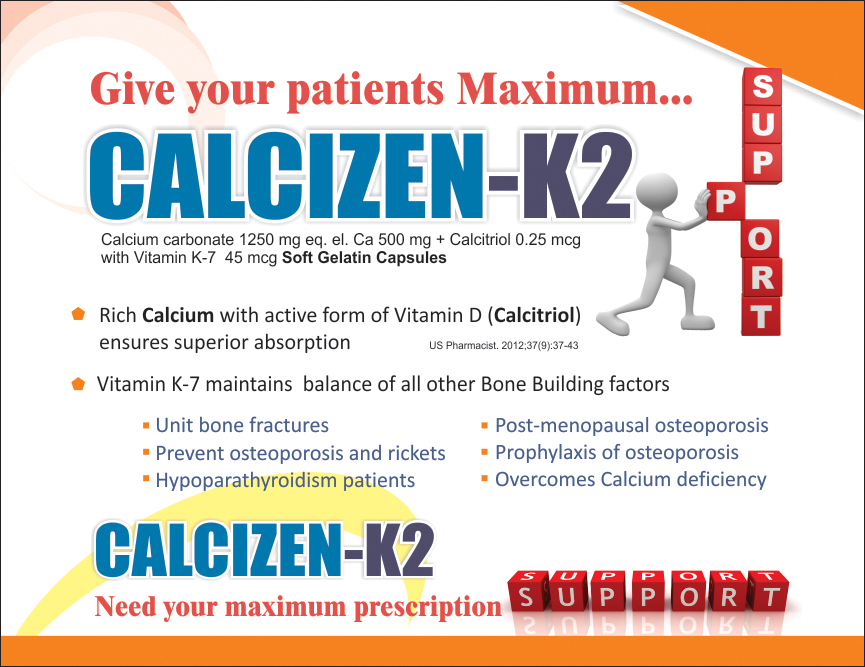 Give your patients Maximum...
CALCIZEN-K2
Calcium carbonate 1250 mg eq. el. Ca 500 mg + Calcitriol 0.25 mcg
with Vitamin K-7 45 mcg Soft Gelatin Capsules
S
U
P
P
O
R
T
Rich Calcium with active form of Vitamin D (Calcitriol)
ensures superior absorption
US Pharmacist. 2012;37(9):37-43
Vitamin K-7 maintains balance of all other Bone Building factors
Unit bone fractures
Prevent osteoporosis and rickets
Hypoparathyroidism patients
Post-menopausal osteoporosis
Prophylaxis of osteoporosis
Overcomes Calcium deficiency
CALCIZEN-K2
Need your maximum prescription
SUPPORT
SUPPORT